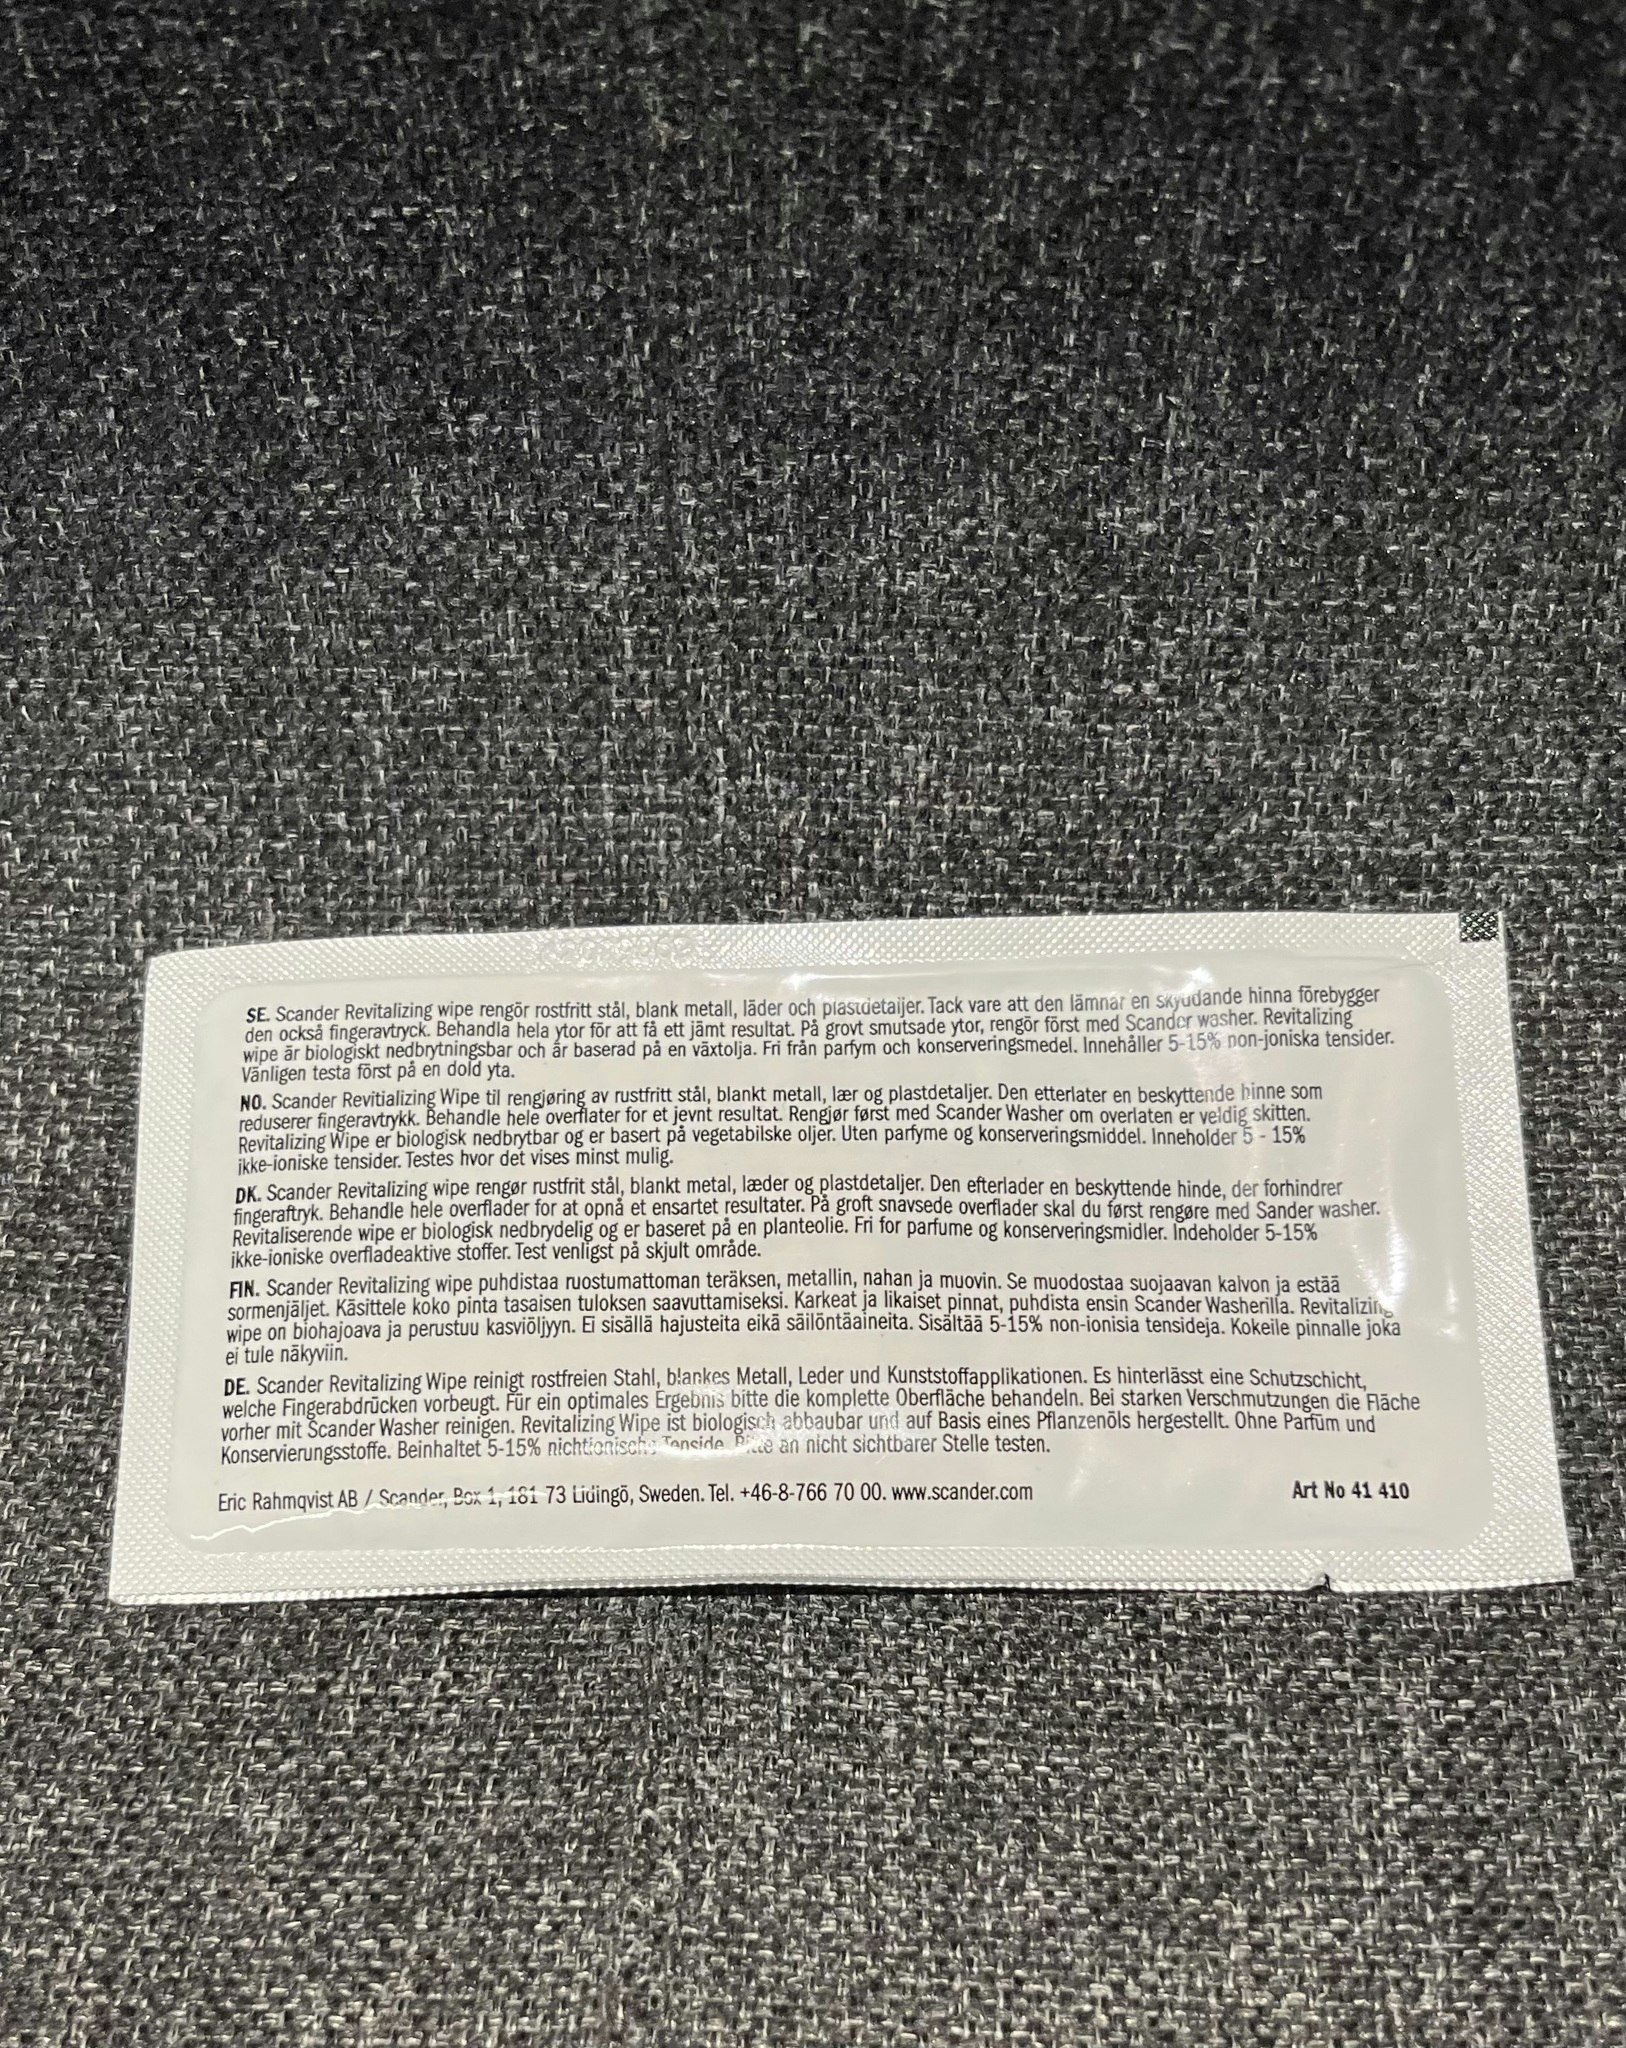 SE. Scander Revitalizing wipe rengör rostfritt stål, blank metall, läder och plastdetaljer. Tack vare att den lämnar en skyddande hinna förebygger
den också fingeravtryck. Behandla hela ytor för att få ett jämt resultat. På grovt smutsade ytor, rengör först med Scander washer. Revitalizing
wipe är biologiskt nedbrytningsbar och är baserad på en växtolja. Fri från parfym och konserveringsmedel. Innehåller 5-15% non-joniska tensider.
Vänligen testa först på en dold yta.
NO. Scander Revitializing Wipe til rengjøring av rustfritt stål, blankt metall, lær og plastdetaljer. Den etterlater en beskyttende hinne som
reduserer fingeravtrykk. Behandle hele overflater for et jevnt resultat. Rengjør først med Scander Washer om overlaten er veldig skitten.
Revitalizing Wipe er biologisk nedbrytbar og er basert på vegetabilske oljer. Uten parfyme og konserveringsmiddel. Inneholder 5 - 15%
ikke-ioniske tensider. Testes hvor det vises minst mulig.
DK. Scander Revitalizing wipe rengør rustfrit stål, blankt metal, læder og plastdetaljer. Den efterlader en beskyttende hinde, der forhindrer
fingeraftryk. Behandle hele overflader for at opnå et ensartet resultater. På groft snavsede overflader skal du først rengøre med Sander washer.
Revitaliserende wipe er biologisk nedbrydelig og er baseret på en planteolie. Fri for parfume og konserveringsmidler. Indeholder 5-15%
ikke-ioniske overfladeaktive stoffer. Test venligst på skjult område.
FIN. Scander Revitalizing wipe puhdistaa ruostumattoman teräksen, metallin, nahan ja muovin. Se muodostaa suojaavan kalvon ja estää
sormenjäljet. Käsittele koko pinta tasaisen tuloksen saavuttamiseksi. Karkeat ja likaiset pinnat, puhdista ensin Scander Washerilla. Revitalizing
wipe on biohajoava ja perustuu kasviöljyyn. Ei sisällä hajusteita eikä säilöntäaineita. Sisältää 5-15% non-ionisia tensideja. Kokeile pinnalle joka
ei tule näkyviin.
DE. Scander Revitalizing Wipe reinigt rostfreien Stahl, blankes Metall, Leder und Kunststoffapplikationen. Es hinterlässt eine Schutzschicht,
welche Fingerabdrücken vorbeugt. Für ein optimales Ergebnis bitte die komplette Oberfläche behandeln. Bei starken Verschmutzungen die Fläche
vorher mit Scander Washer reinigen. Revitalizing Wipe ist biologisch abbaubar und auf Basis eines Pflanzenöls hergestellt. Ohne Parfüm und
Konservierungsstoffe. Beinhaltet 5-15% nichtionische Tenside. Bitte an nicht sichtbarer Stelle testen.
Eric Rahmqvist AB / Scander, Box 1, 181 73 Lidingö, Sweden. Tel. +46-8-766 70 00. www.scander.com
Art No 41 410